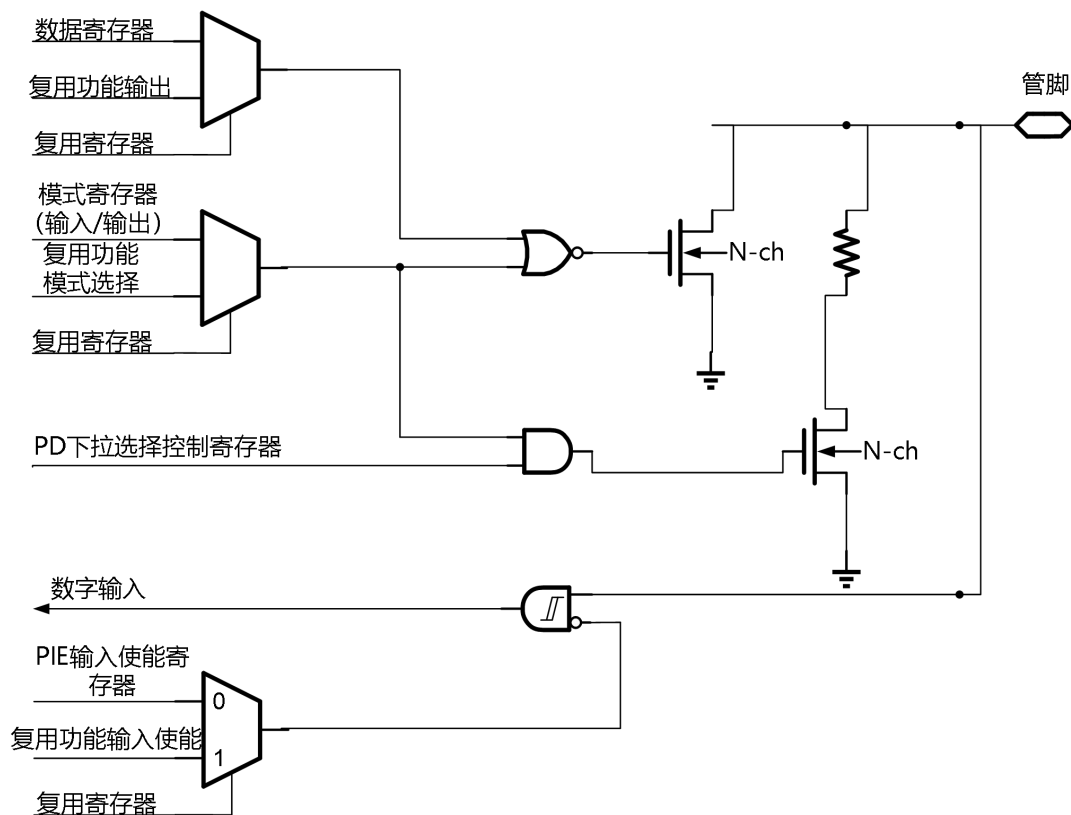 数据寄存器
复用功能输出
复用寄存器
管脚
模式寄存器
(输入/输出)
复用功能
模式选择
复用寄存器
N-ch
PD下拉选择控制寄存器
N-ch
数字输入
PIE输入使能寄
存器
0
复用功能输入使能
1
复用寄存器